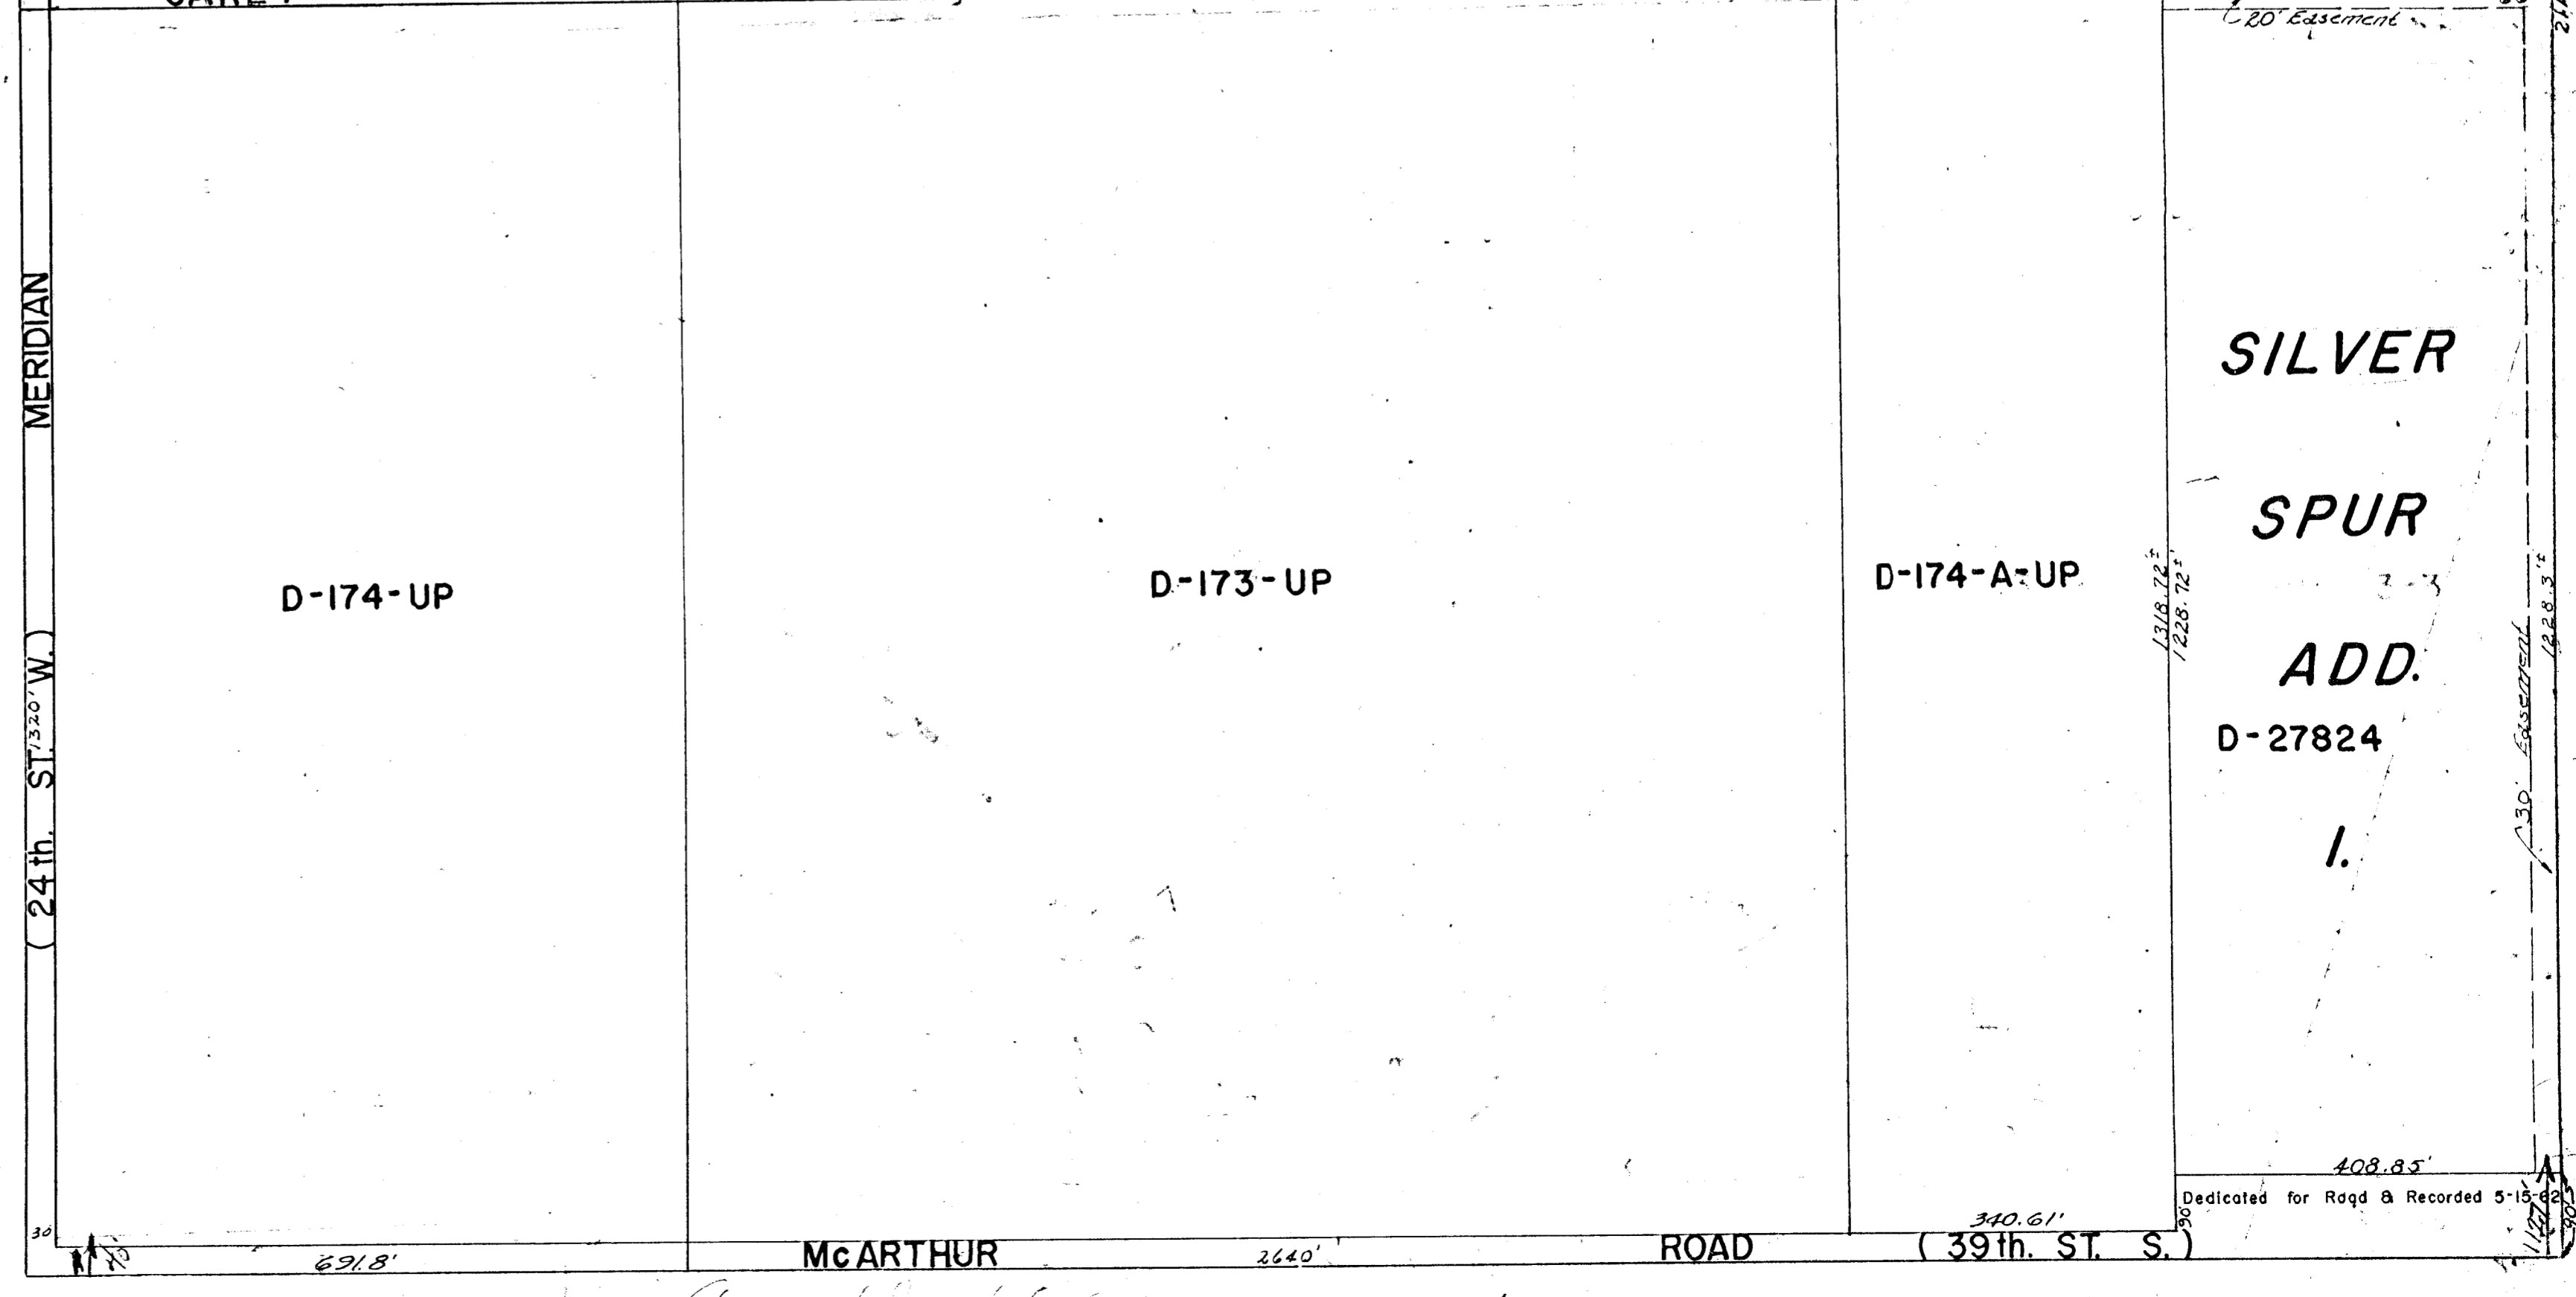 20' Easement
MERIDIAN
( 24th. ST. W. )
1320'
SILVER
SPUR
ADD.
D-27824
1.
D-174-UP
D-173-UP
D-174-A-UP
1318.72'±
1228.72'±
1228.3'±
30' Easement
408.85'
Dedicated for Road & Recorded 5-15-62
90'
340.61'
30'
691.8'
McARTHUR
2640'
ROAD
( 39th. ST. S. )